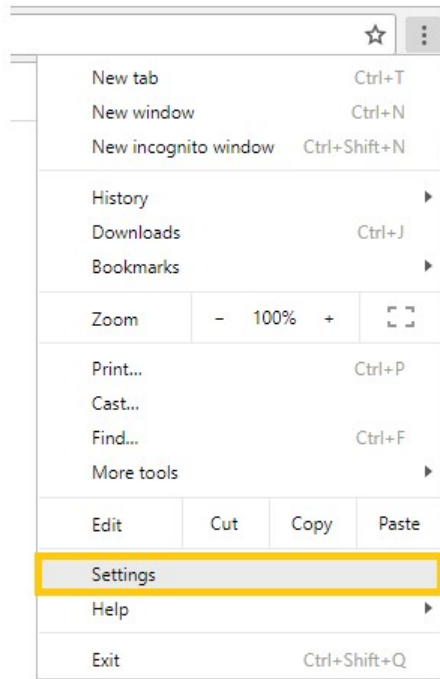 New tab Ctrl+T
New window Ctrl+N
New incognito window Ctrl+Shift+N
History
Downloads Ctrl+J
Bookmarks
Zoom - 100% +
Print... Ctrl+P
Cast...
Find... Ctrl+F
More tools
Edit Cut Copy Paste
Settings
Help
Exit Ctrl+Shift+Q